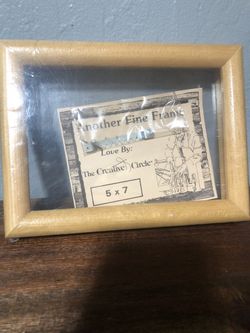 Another Fine Frame
Love By:
The Creative Circle
5 x 7